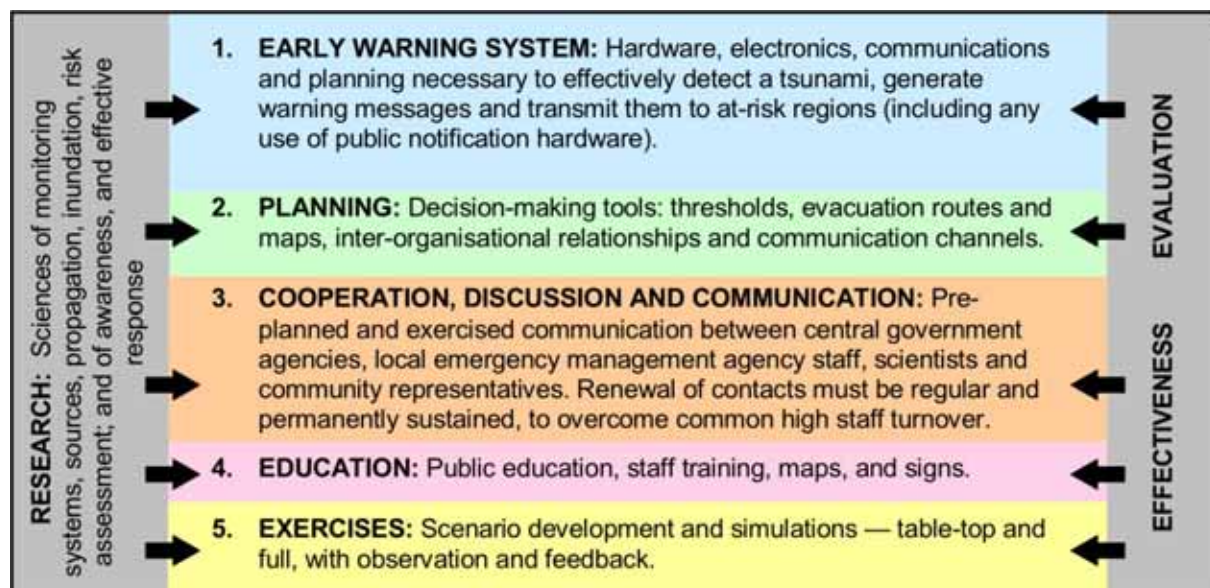 RESEARCH: Sciences of monitoring
systems, sources, propagation, inundation, risk
assessment; and of awareness, and effective
response
1. EARLY WARNING SYSTEM: Hardware, electronics, communications
and planning necessary to effectively detect a tsunami, generate
warning messages and transmit them to at-risk regions (including any
use of public notification hardware).
2. PLANNING: Decision-making tools: thresholds, evacuation routes and
maps, inter-organisational relationships and communication channels.
3. COOPERATION, DISCUSSION AND COMMUNICATION: Pre-
planned and exercised communication between central government
agencies, local emergency management agency staff, scientists and
community representatives. Renewal of contacts must be regular and
permanently sustained, to overcome common high staff turnover.
4. EDUCATION: Public education, staff training, maps, and signs.
5. EXERCISES: Scenario development and simulations — table-top and
full, with observation and feedback.
EFFECTIVENESS EVALUATION